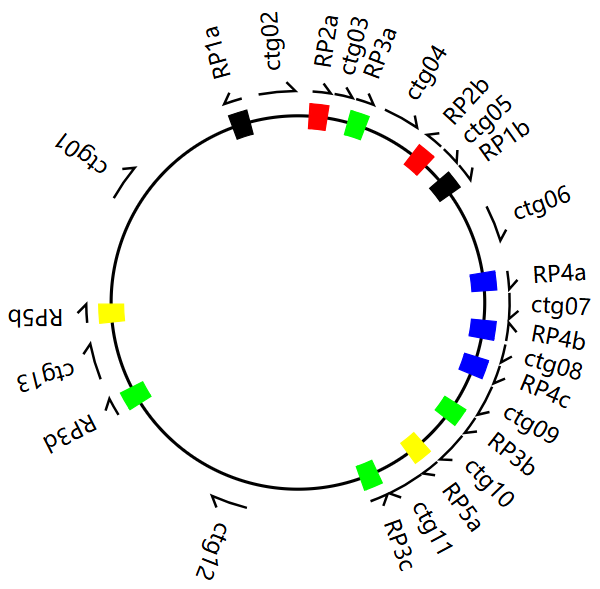 RP1a
ctg02
RP2a
ctg03
RP3a
ctg04
RP2b
ctg05
RP1b
ctg06
RP4a
ctg07
RP4b
ctg08
RP4c
ctg09
RP3b
ctg10
RP5a
ctg11
RP3c
ctg12
RP3d
ctg13
RP5b
ctg01